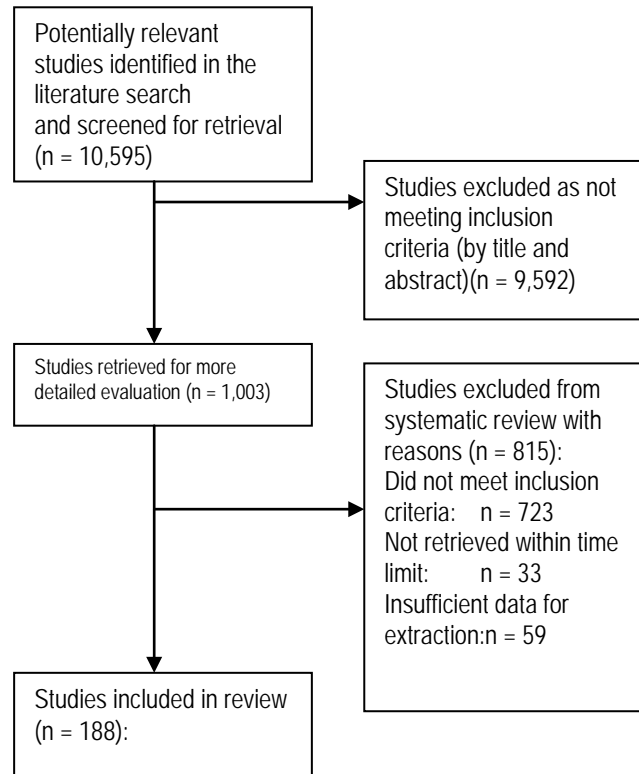 Potentially relevant
studies identified in the
literature search
and screened for retrieval
(n = 10,595)
Studies excluded as not
meeting inclusion
criteria (by title and
abstract)(n = 9,592)
Studies retrieved for more
detailed evaluation (n = 1,003)
Studies excluded from
systematic review with
reasons (n = 815):
Did not meet inclusion
criteria: n = 723
Not retrieved within time
limit: n = 33
Insufficient data for
extraction:n = 59
Studies included in review
(n = 188):